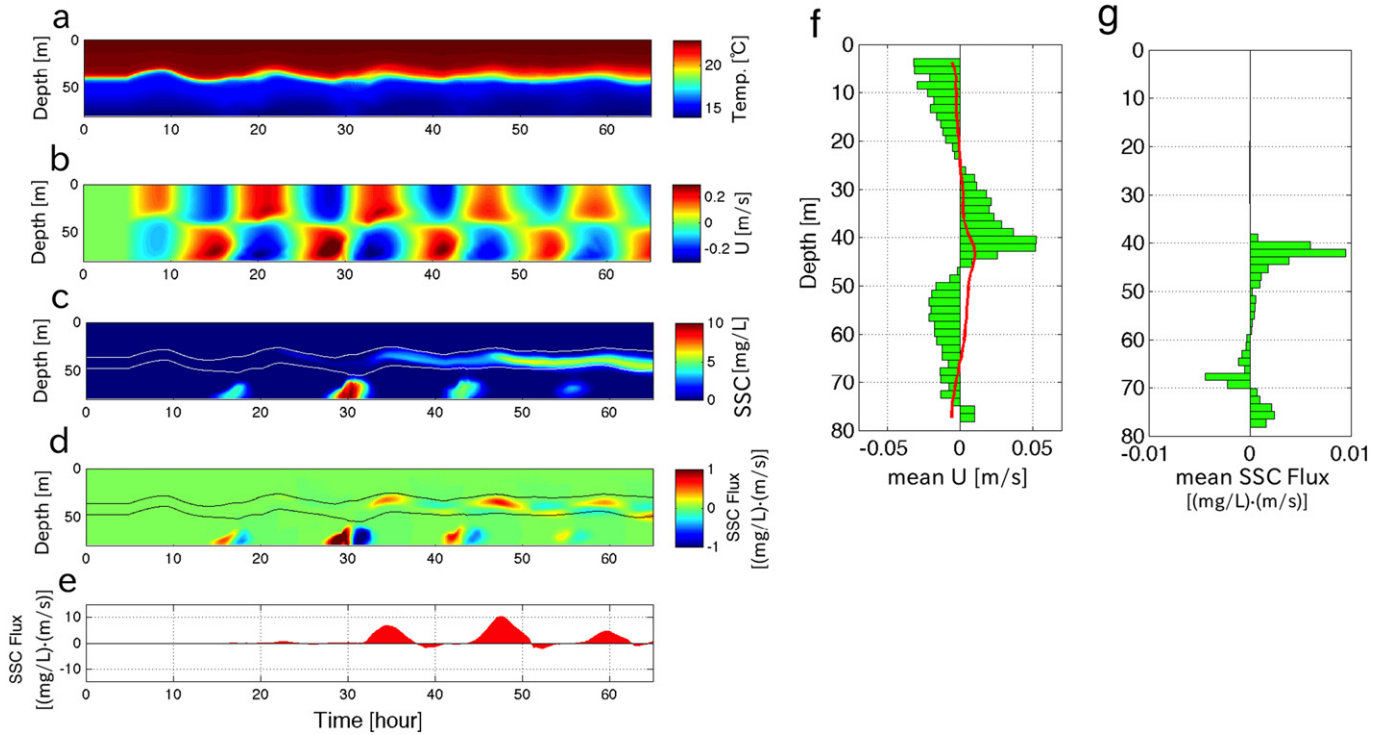 a
Depth [m]
0
50
0 10 20 30 40 50 60
20
15
Temp. [℃]
b
Depth [m]
0
50
0 10 20 30 40 50 60
0.2
0
-0.2
U [m/s]
c
Depth [m]
0
50
0 10 20 30 40 50 60
10
5
0
SSC [mg/L]
d
Depth [m]
0
50
0 10 20 30 40 50 60
1
0
-1
SSC Flux
[(mg/L)·(m/s)]
e
SSC Flux
[(mg/L)·(m/s)]
10
0
-10
0 10 20 30 40 50 60
Time [hour]
f
Depth [m]
0
10
20
30
40
50
60
70
80
-0.05 0 0.05
mean U [m/s]
g
0
10
20
30
40
50
60
70
80
-0.01 0 0.01
mean SSC Flux
[(mg/L)·(m/s)]